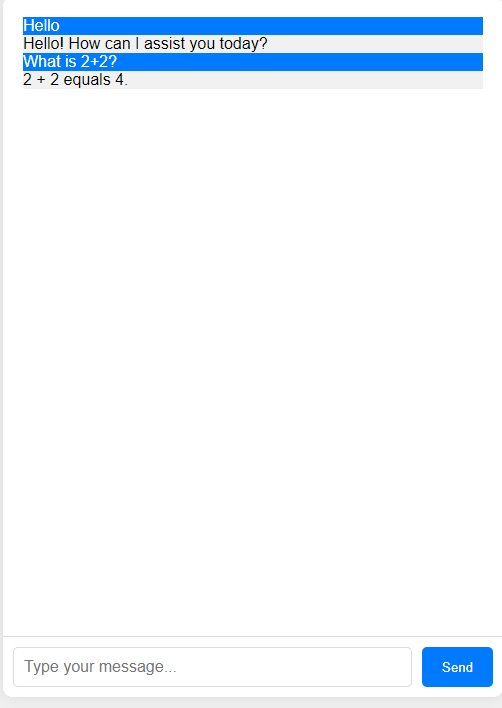 Hello
Hello! How can I assist you today?
What is 2+2?
2 + 2 equals 4.
Type your message...
Send